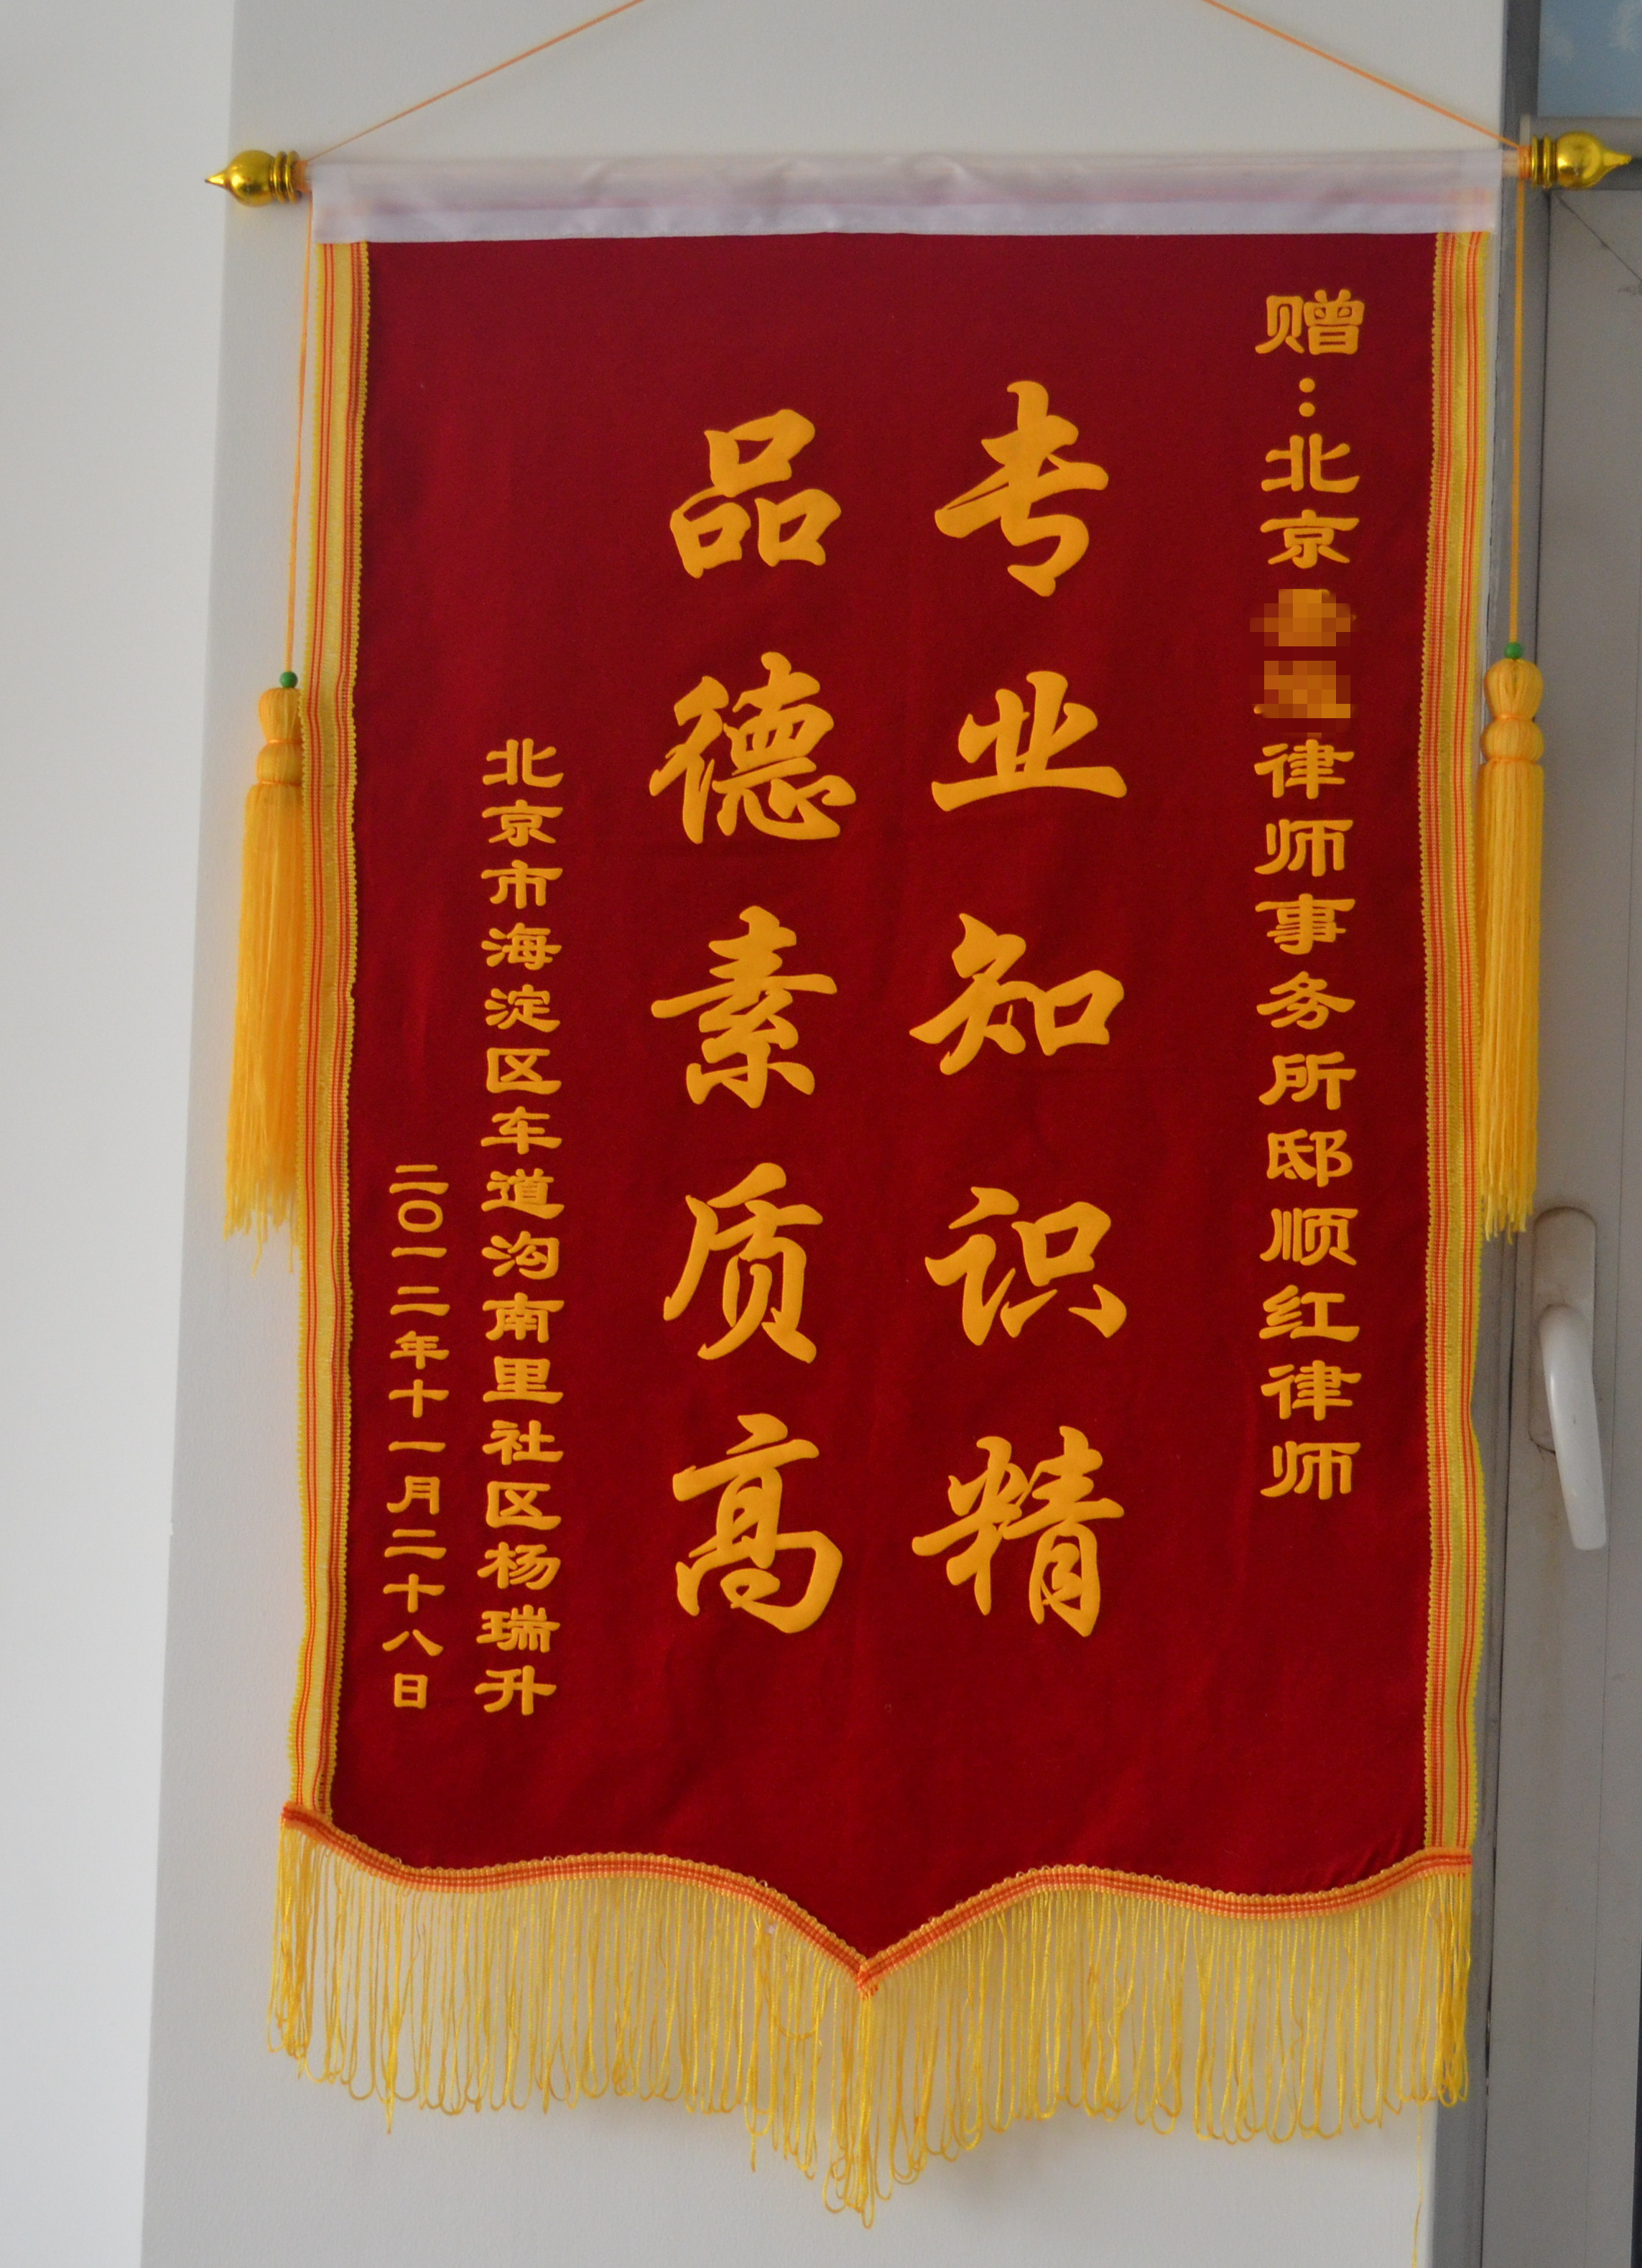 赠：北京律师事务所邸顺红律师
专业知识精
品德素质高
北京市海淀区车道沟南里社区杨瑞升
二〇一二年十一月二十八日